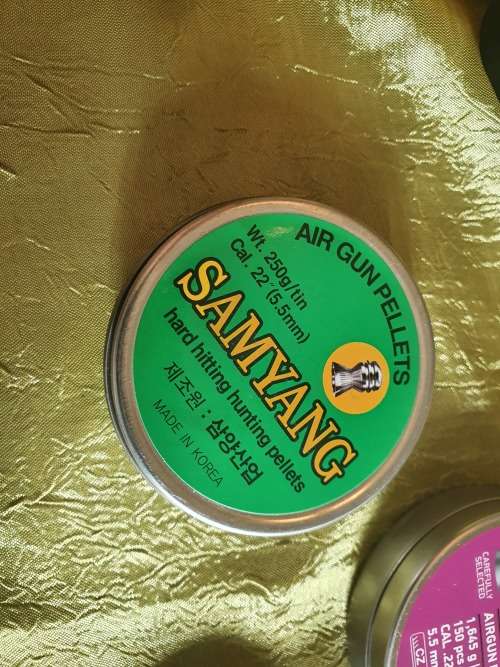 AIR GUN PELLETS
Wt. 250g/tin
Cal. 22″(5.5mm)
SAMYANG
hard hitting hunting pellets
제조원 : 삼양산업
MADE IN KOREA
CAREFULLY
SELECTED
AIRGUN
1,645 g
150 pcs
CAL .22
5.5 mm
CZ